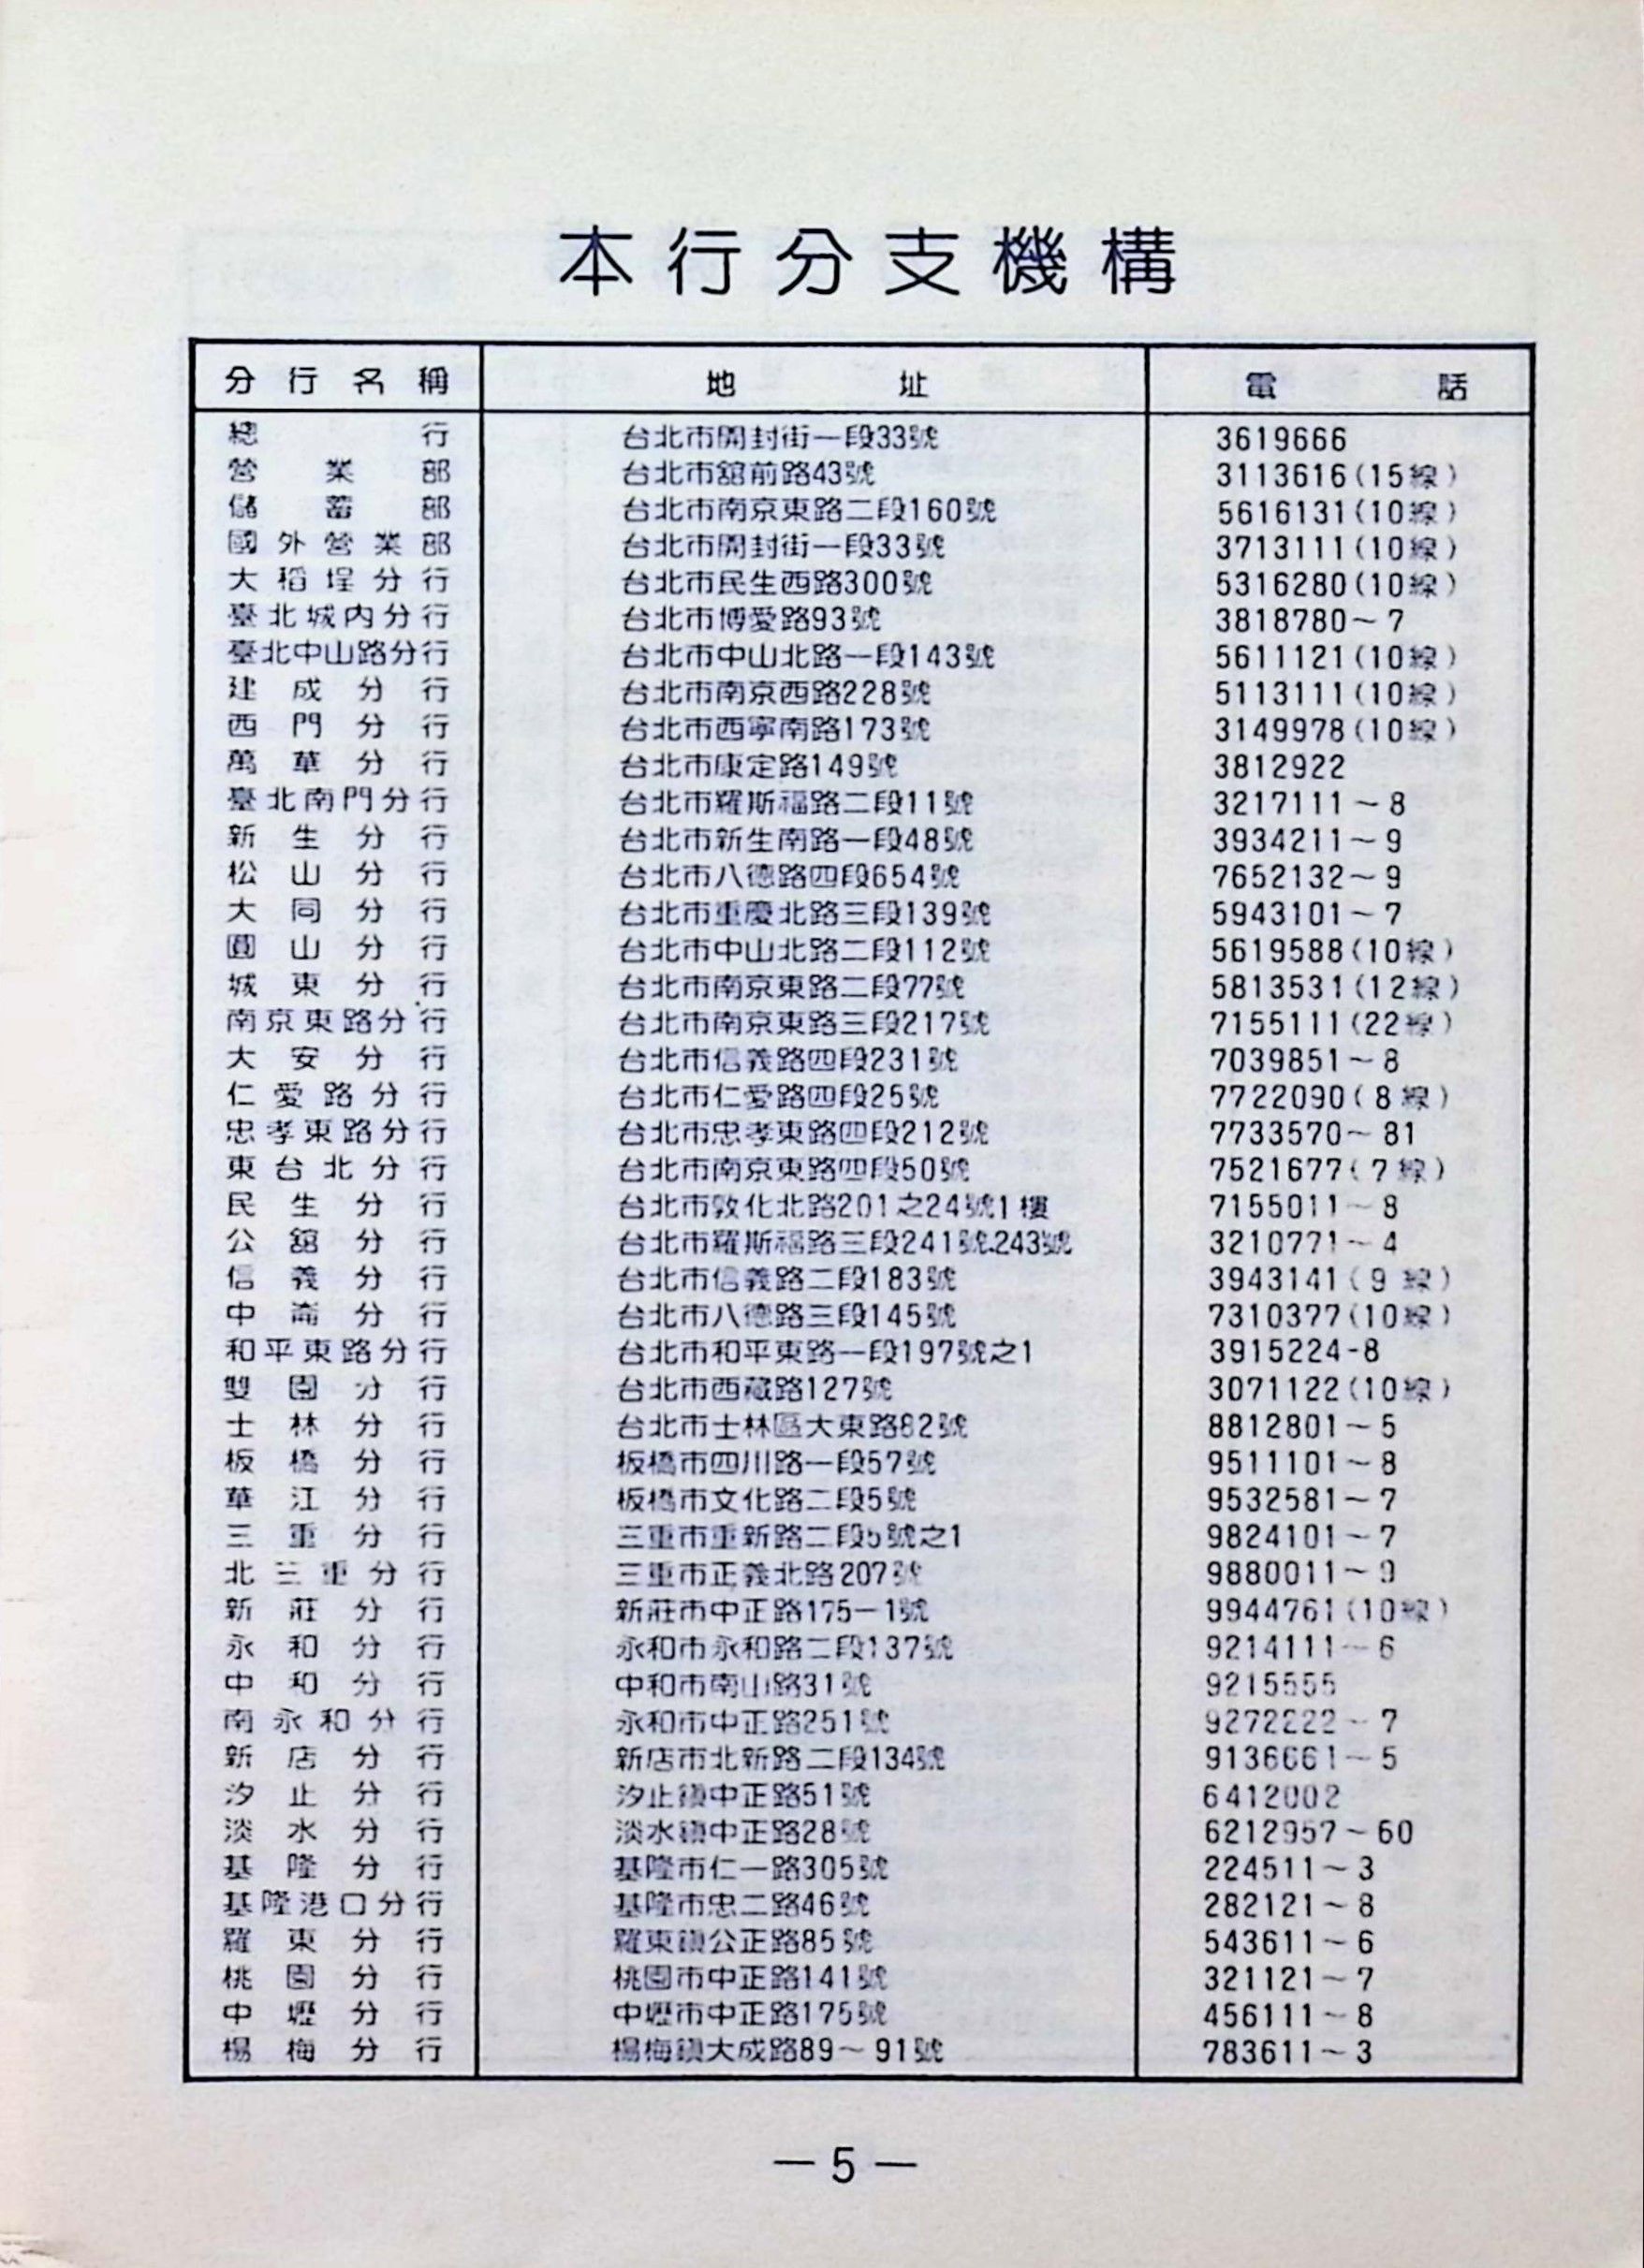 本行分支機構
分行名稱 地址 電話
總行 台北市開封街一段33號 3619666
營業部 台北市舘前路43號 3113616(15線)
儲蓄部 台北市南京東路二段160號 5616131(10線)
國外營業部 台北市開封街一段33號 3713111(10線)
大稻埕分行 台北市民生西路300號 5316280(10線)
臺北城內分行 台北市博愛路93號 3818780~7
臺北中山路分行 台北市中山北路一段143號 5611121(10線)
建成分行 台北市南京西路228號 5113111(10線)
西門分行 台北市西寧南路173號 3149978(10線)
萬華分行 台北市康定路149號 3812922
臺北南門分行 台北市羅斯福路二段11號 3217111~8
新生分行 台北市新生南路一段48號 3934211~9
松山分行 台北市八德路四段654號 7652132~9
大同分行 台北市重慶北路三段139號 5943101~7
圓山分行 台北市中山北路二段112號 5619588(10線)
城東分行 台北市南京東路二段77號 5813531(12線)
南京東路分行 台北市南京東路三段217號 7155111(22線)
大安分行 台北市信義路四段231號 7039851~8
仁愛路分行 台北市仁愛路四段25號 7722090(8線)
忠孝東路分行 台北市忠孝東路四段212號 7733570~81
東台北分行 台北市南京東路四段50號 7521677(7線)
民生分行 台北市敦化北路201之24號1樓 7155011~8
公舘分行 台北市羅斯福路三段241號.243號 3210771~4
信義分行 台北市信義路二段183號 3943141(9線)
中崙分行 台北市八德路三段145號 7310377(10線)
和平東路分行 台北市和平東路一段197號之1 3915224-8
雙園分行 台北市西藏路127號 3071122(10線)
士林分行 台北市士林區大東路82號 8812801~5
板橋分行 板橋市四川路一段57號 9511101~8
華江分行 板橋市文化路二段5號 9532581~7
三重分行 三重市重新路二段5號之1 9824101~7
北三重分行 三重市正義北路207號 9880011~9
新莊分行 新莊市中正路175-1號 9944761(10線)
永和分行 永和市永和路二段137號 9214111~6
中和分行 中和市南山路31號 9215555
南永和分行 永和市中正路251號 9272222~7
新店分行 新店市北新路二段134號 9136661~5
汐止分行 汐止鎮中正路51號 6412002
淡水分行 淡水鎮中正路28號 6212957~60
基隆分行 基隆市仁一路305號 224511~3
基隆港口分行 基隆市忠二路46號 282121~8
羅東分行 羅東鎮公正路85號 543611~6
桃園分行 桃園市中正路141號 321121~7
中壢分行 中壢市中正路175號 456111~8
楊梅分行 楊梅鎮大成路89~91號 783611~3
—5—